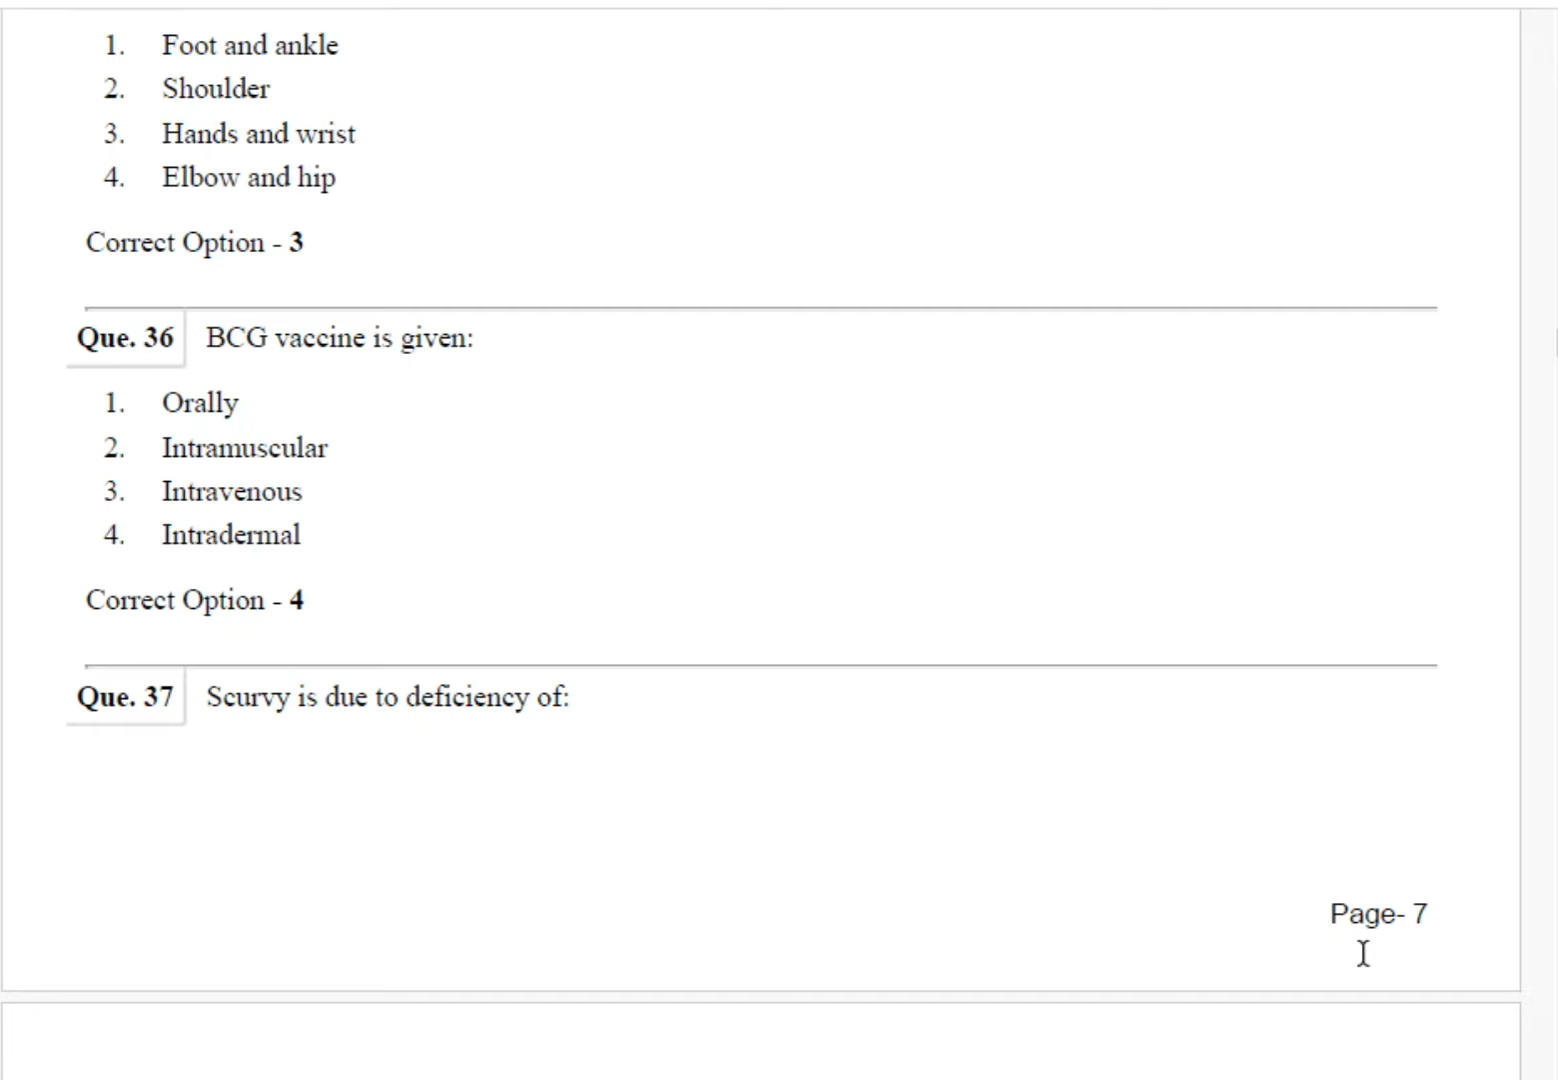 1. Foot and ankle
2. Shoulder
3. Hands and wrist
4. Elbow and hip
Correct Option - 3
Que. 36 BCG vaccine is given:
1. Orally
2. Intramuscular
3. Intravenous
4. Intradermal
Correct Option - 4
Que. 37 Scurvy is due to deficiency of:
Page- 7